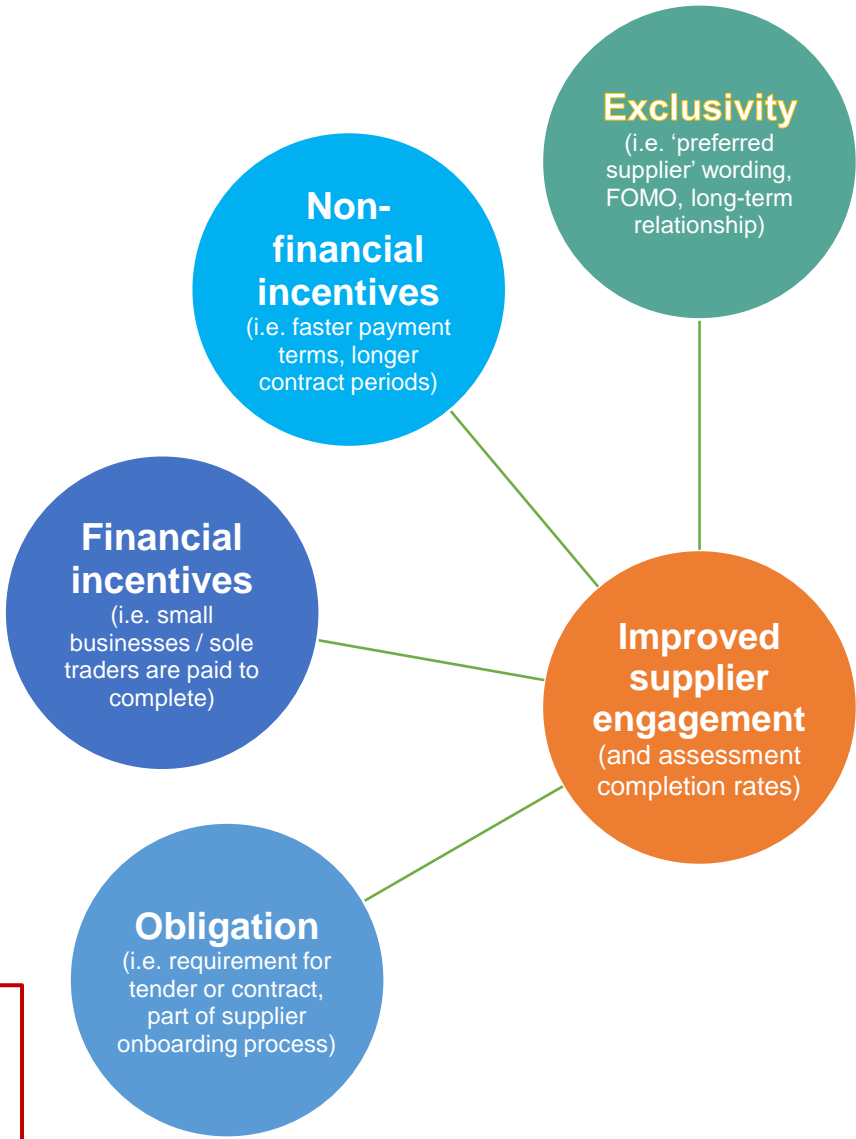 Exclusivity
(i.e. ‘preferred
supplier’ wording,
FOMO, long-term
relationship)
Non-
financial
incentives
(i.e. faster payment
terms, longer
contract periods)
Financial
incentives
(i.e. small
businesses / sole
traders are paid to
complete)
Improved
supplier
engagement
(and assessment
completion rates)
Obligation
(i.e. requirement for
tender or contract,
part of supplier
onboarding process)